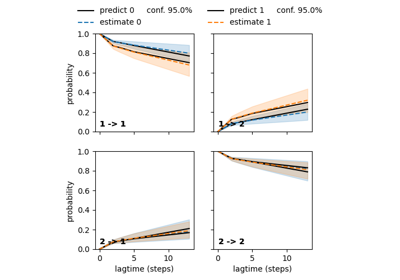 predict 0 conf. 95.0% predict 1 conf. 95.0%
estimate 0 estimate 1
1.0
0.8
0.6
0.4
0.2
0.0
probability
1 -> 1
1 -> 2
1.0
0.8
0.6
0.4
0.2
0.0
probability
2 -> 1
2 -> 2
0 5 10 0 5 10
lagtime (steps) lagtime (steps)